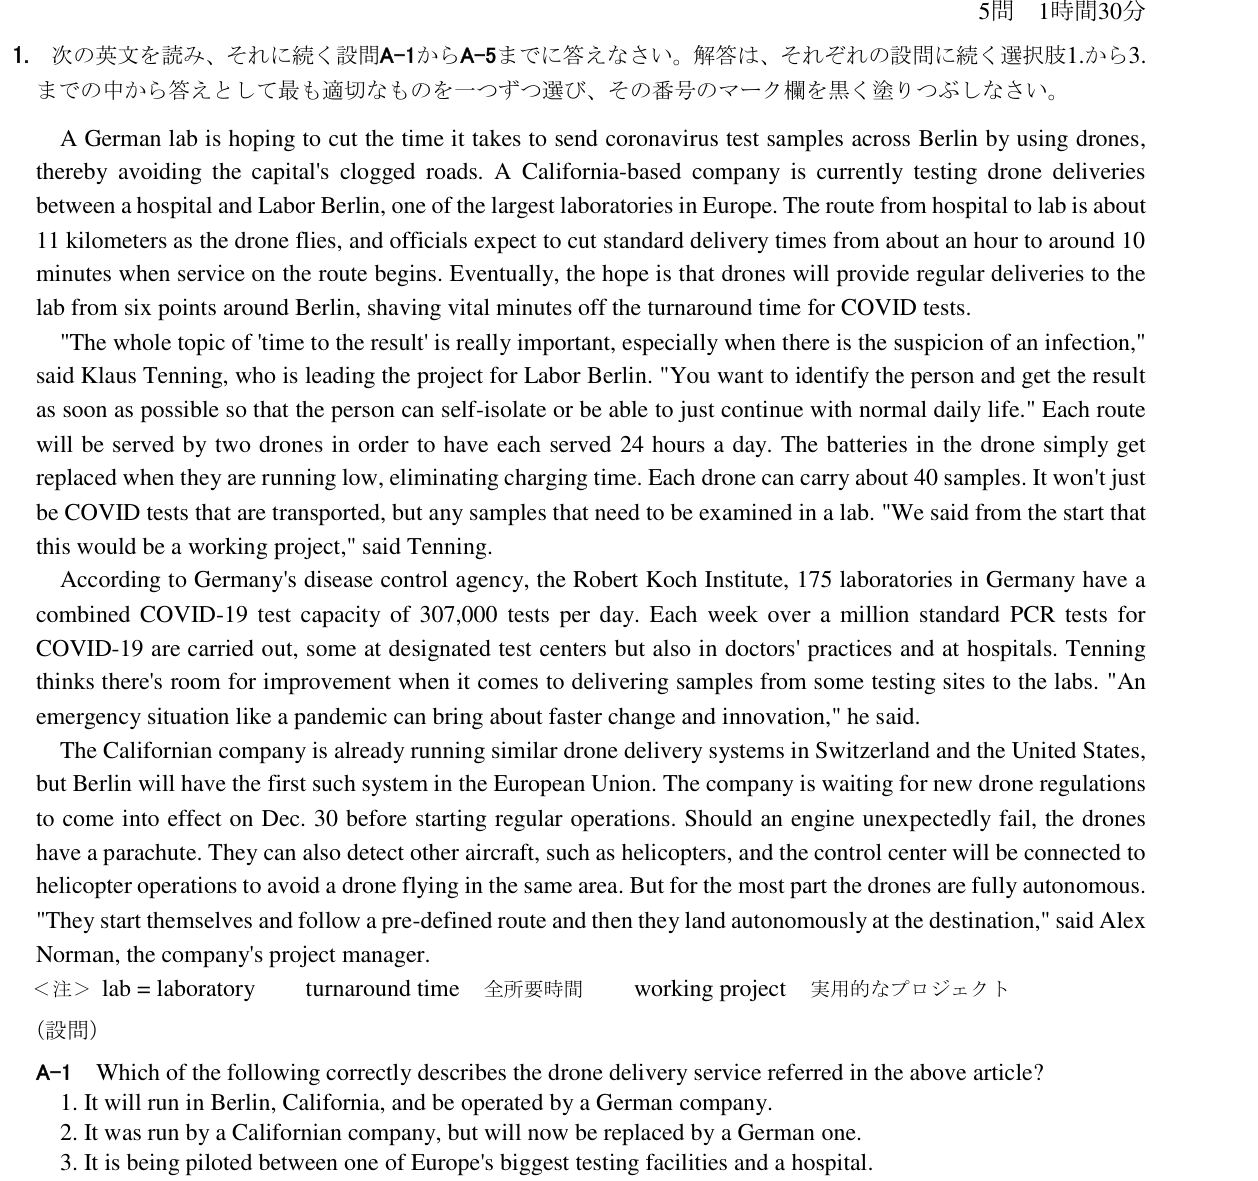 5問　1時間30分
1.　次の英文を読み、それに続く設問A−1からA−5までに答えなさい。解答は、それぞれの設問に続く選択肢1.から3.
までの中から答えとして最も適切なものを一つずつ選び、その番号のマーク欄を黒く塗りつぶしなさい。
A German lab is hoping to cut the time it takes to send coronavirus test samples across Berlin by using drones,
thereby avoiding the capital's clogged roads. A California-based company is currently testing drone deliveries
between a hospital and Labor Berlin, one of the largest laboratories in Europe. The route from hospital to lab is about
11 kilometers as the drone flies, and officials expect to cut standard delivery times from about an hour to around 10
minutes when service on the route begins. Eventually, the hope is that drones will provide regular deliveries to the
lab from six points around Berlin, shaving vital minutes off the turnaround time for COVID tests.
"The whole topic of 'time to the result' is really important, especially when there is the suspicion of an infection,"
said Klaus Tenning, who is leading the project for Labor Berlin. "You want to identify the person and get the result
as soon as possible so that the person can self-isolate or be able to just continue with normal daily life." Each route
will be served by two drones in order to have each served 24 hours a day. The batteries in the drone simply get
replaced when they are running low, eliminating charging time. Each drone can carry about 40 samples. It won't just
be COVID tests that are transported, but any samples that need to be examined in a lab. "We said from the start that
this would be a working project," said Tenning.
According to Germany's disease control agency, the Robert Koch Institute, 175 laboratories in Germany have a
combined COVID-19 test capacity of 307,000 tests per day. Each week over a million standard PCR tests for
COVID-19 are carried out, some at designated test centers but also in doctors' practices and at hospitals. Tenning
thinks there's room for improvement when it comes to delivering samples from some testing sites to the labs. "An
emergency situation like a pandemic can bring about faster change and innovation," he said.
The Californian company is already running similar drone delivery systems in Switzerland and the United States,
but Berlin will have the first such system in the European Union. The company is waiting for new drone regulations
to come into effect on Dec. 30 before starting regular operations. Should an engine unexpectedly fail, the drones
have a parachute. They can also detect other aircraft, such as helicopters, and the control center will be connected to
helicopter operations to avoid a drone flying in the same area. But for the most part the drones are fully autonomous.
"They start themselves and follow a pre-defined route and then they land autonomously at the destination," said Alex
Norman, the company's project manager.
＜注＞ lab = laboratory　　turnaround time　全所要時間　　working project　実用的なプロジェクト
（設問）
A−1　Which of the following correctly describes the drone delivery service referred in the above article?
1. It will run in Berlin, California, and be operated by a German company.
2. It was run by a Californian company, but will now be replaced by a German one.
3. It is being piloted between one of Europe's biggest testing facilities and a hospital.